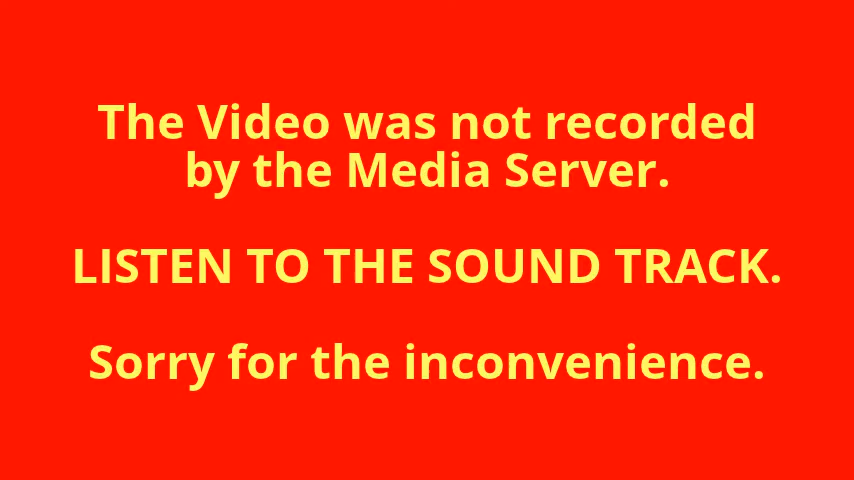 The Video was not recorded
by the Media Server.
LISTEN TO THE SOUND TRACK.
Sorry for the inconvenience.